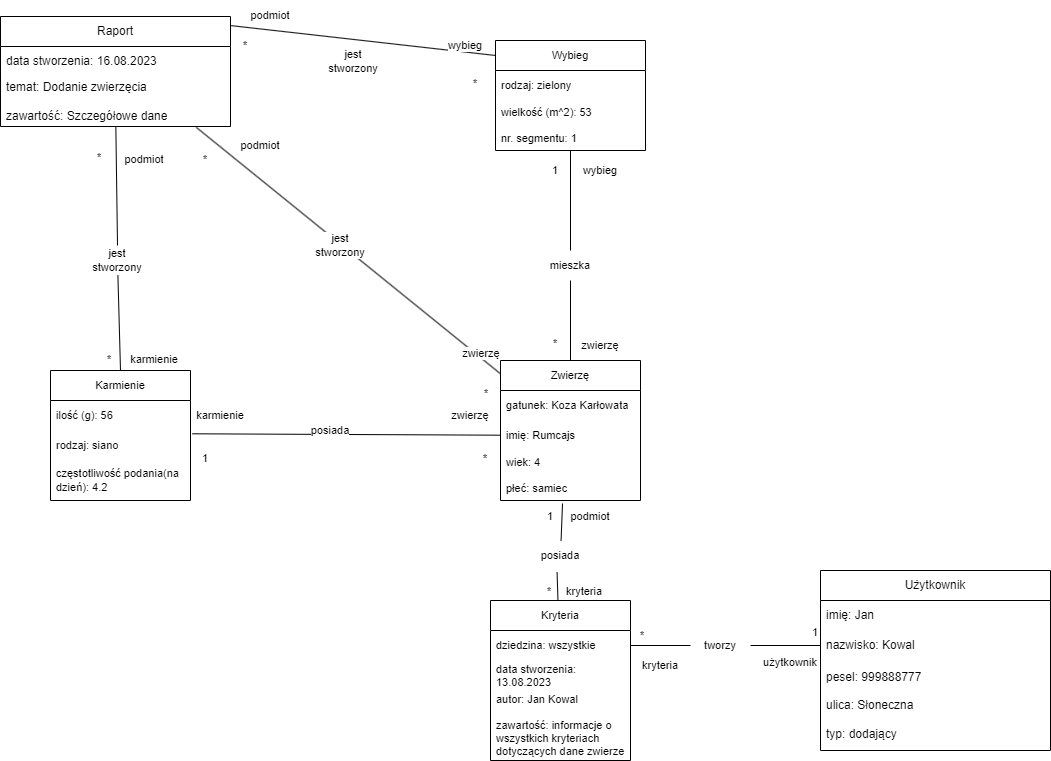 Raport
data stworzenia: 16.08.2023
temat: Dodanie zwierzęcia
zawartość: Szczegółowe dane
podmiot
*
jest
stworzony
wybieg
*
Wybieg
rodzaj: zielony
wielkość (m^2): 53
nr. segmentu: 1
*
podmiot
*
podmiot
1
wybieg
jest
stworzony
jest
stworzony
mieszka
*
karmienie
zwierzę
*
*
zwierzę
Karmienie
ilość (g): 56
rodzaj: siano
częstotliwość podania(na
dzień): 4.2
karmienie
1
posiada
zwierzę
*
Zwierzę
gatunek: Koza Karłowata
imię: Rumcajs
wiek: 4
płeć: samiec
1
podmiot
posiada
*
kryteria
Kryteria
dziedzina: wszystkie
data stworzenia:
13.08.2023
autor: Jan Kowal
zawartość: informacje o
wszystkich kryteriach
dotyczących dane zwierze
*
kryteria
tworzy
1
użytkownik
Użytkownik
imię: Jan
nazwisko: Kowal
pesel: 999888777
ulica: Słoneczna
typ: dodający